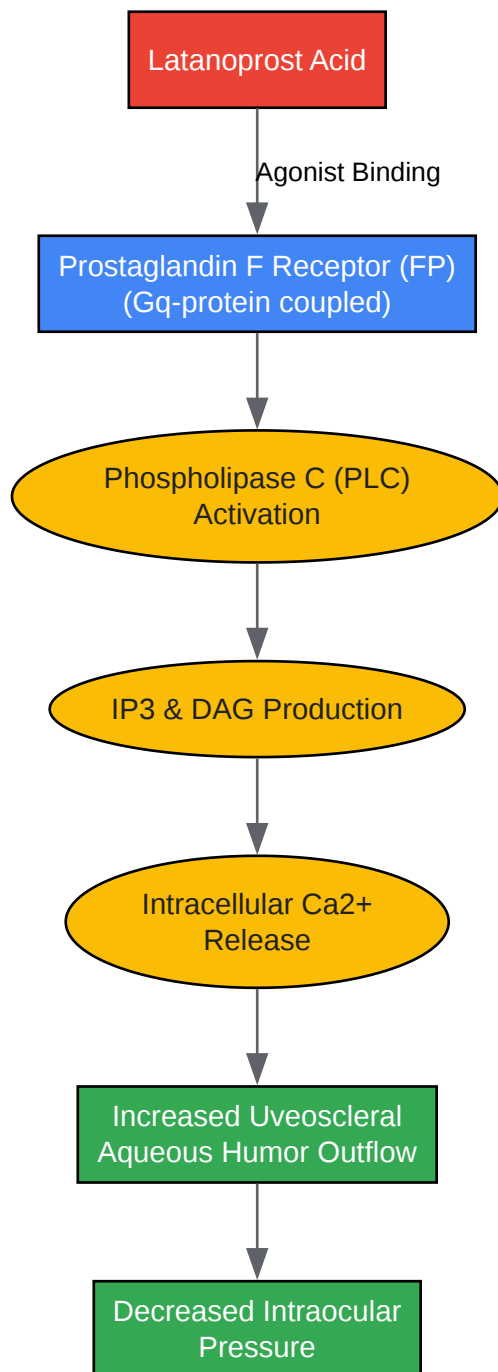 Latanoprost Acid
Agonist Binding
Prostaglandin F Receptor (FP)
(Gq-protein coupled)
Phospholipase C (PLC)
Activation
IP3 & DAG Production
Intracellular Ca2+
Release
Increased Uveoscleral
Aqueous Humor Outflow
Decreased Intraocular
Pressure